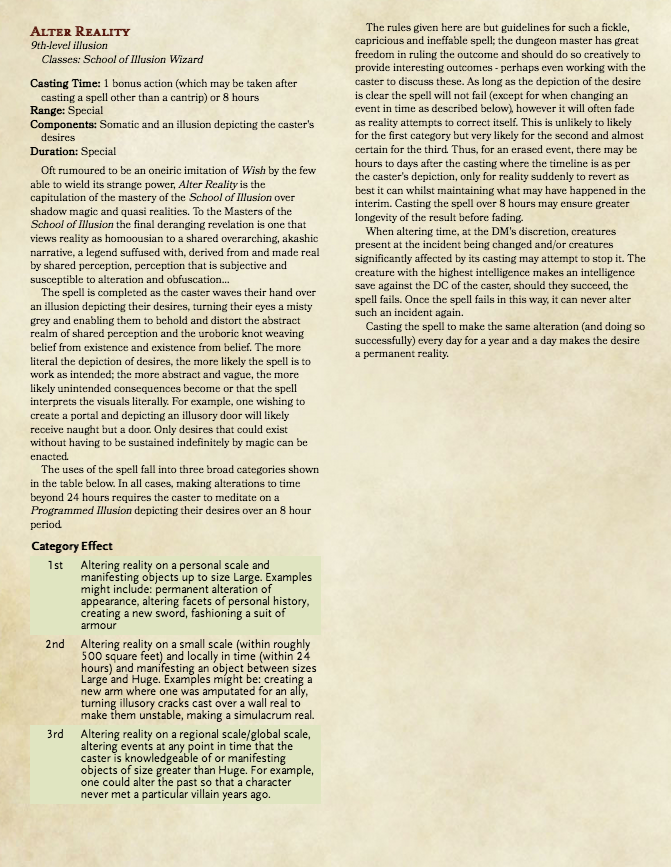 Alter Reality
9th-level illusion
Classes: School of Illusion Wizard
Casting Time: 1 bonus action (which may be taken after
casting a spell other than a cantrip) or 8 hours
Range: Special
Components: Somatic and an illusion depicting the caster's
desires
Duration: Special
Oft rumoured to be an oneiric imitation of Wish by the few
able to wield its strange power, Alter Reality is the
capitulation of the mastery of the School of Illusion over
shadow magic and quasi realities. To the Masters of the
School of Illusion the final deranging revelation is one that
views reality as homoousian to a shared overarching, akashic
narrative, a legend suffused with, derived from and made real
by shared perception, perception that is subjective and
susceptible to alteration and obfuscation...
The spell is completed as the caster waves their hand over
an illusion depicting their desires, turning their eyes a misty
grey and enabling them to behold and distort the abstract
realm of shared perception and the uroboric knot weaving
belief from existence and existence from belief. The more
literal the depiction of desires, the more likely the spell is to
work as intended; the more abstract and vague, the more
likely unintended consequences become or that the spell
interprets the visuals literally. For example, one wishing to
create a portal and depicting an illusory door will likely
receive naught but a door. Only desires that could exist
without having to be sustained indefinitely by magic can be
enacted.
The uses of the spell fall into three broad categories shown
in the table below. In all cases, making alterations to time
beyond 24 hours requires the caster to meditate on a
Programmed Illusion depicting their desires over an 8 hour
period.
Category Effect
1st Altering reality on a personal scale and
manifesting objects up to size Large. Examples
might include: permanent alteration of
appearance, altering facets of personal history,
creating a new sword, fashioning a suit of
armour
2nd Altering reality on a small scale (within roughly
500 square feet) and locally in time (within 24
hours) and manifesting an object between sizes
Large and Huge. Examples might be: creating a
new arm where one was amputated for an ally,
turning illusory cracks cast over a wall real to
make them unstable, making a simulacrum real.
3rd Altering reality on a regional scale/global scale,
altering events at any point in time that the
caster is knowledgeable of or manifesting
objects of size greater than Huge. For example,
one could alter the past so that a character
never met a particular villain years ago.
The rules given here are but guidelines for such a fickle,
capricious and ineffable spell; the dungeon master has great
freedom in ruling the outcome and should do so creatively to
provide interesting outcomes - perhaps even working with the
caster to discuss these. As long as the depiction of the desire
is clear the spell will not fail (except for when changing an
event in time as described below), however it will often fade
as reality attempts to correct itself. This is unlikely to likely
for the first category but very likely for the second and almost
certain for the third. Thus, for an erased event, there may be
hours to days after the casting where the timeline is as per
the caster's depiction, only for reality suddenly to revert as
best it can whilst maintaining what may have happened in the
interim. Casting the spell over 8 hours may ensure greater
longevity of the result before fading.
When altering time, at the DM's discretion, creatures
present at the incident being changed and/or creatures
significantly affected by its casting may attempt to stop it. The
creature with the highest intelligence makes an intelligence
save against the DC of the caster, should they succeed, the
spell fails. Once the spell fails in this way, it can never alter
such an incident again.
Casting the spell to make the same alteration (and doing so
successfully) every day for a year and a day makes the desire
a permanent reality.